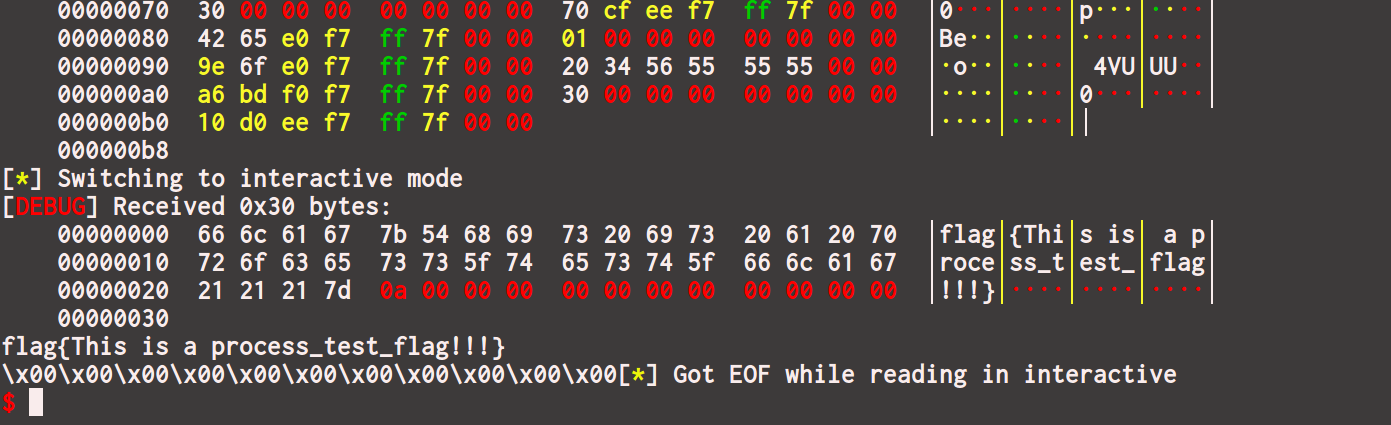 00000070 30 00 00 00 00 00 00 00 70 cf ee f7 ff 7f 00 00 │0···│····│p···│····│
00000080 42 65 e0 f7 ff 7f 00 00 01 00 00 00 00 00 00 00 │Be··│····│····│····│
00000090 9e 6f e0 f7 ff 7f 00 00 20 34 56 55 55 55 00 00 │·o··│····│ 4VU│UU··│
000000a0 a6 bd f0 f7 ff 7f 00 00 30 00 00 00 00 00 00 00 │····│····│0···│····│
000000b0 10 d0 ee f7 ff 7f 00 00 │····│····│
000000b8
[*] Switching to interactive mode
[DEBUG] Received 0x30 bytes:
00000000 66 6c 61 67 7b 54 68 69 73 20 69 73 20 61 20 70 │flag│{Thi│s is│ a p│
00000010 72 6f 63 65 73 73 5f 74 65 73 74 5f 66 6c 61 67 │roce│ss_t│est_│flag│
00000020 21 21 21 7d 0a 00 00 00 00 00 00 00 00 00 00 00 │!!!}│····│····│····│
00000030
flag{This is a process_test_flag!!!}
\x00\x00\x00\x00\x00\x00\x00\x00\x00\x00\x00[*] Got EOF while reading in interactive
$